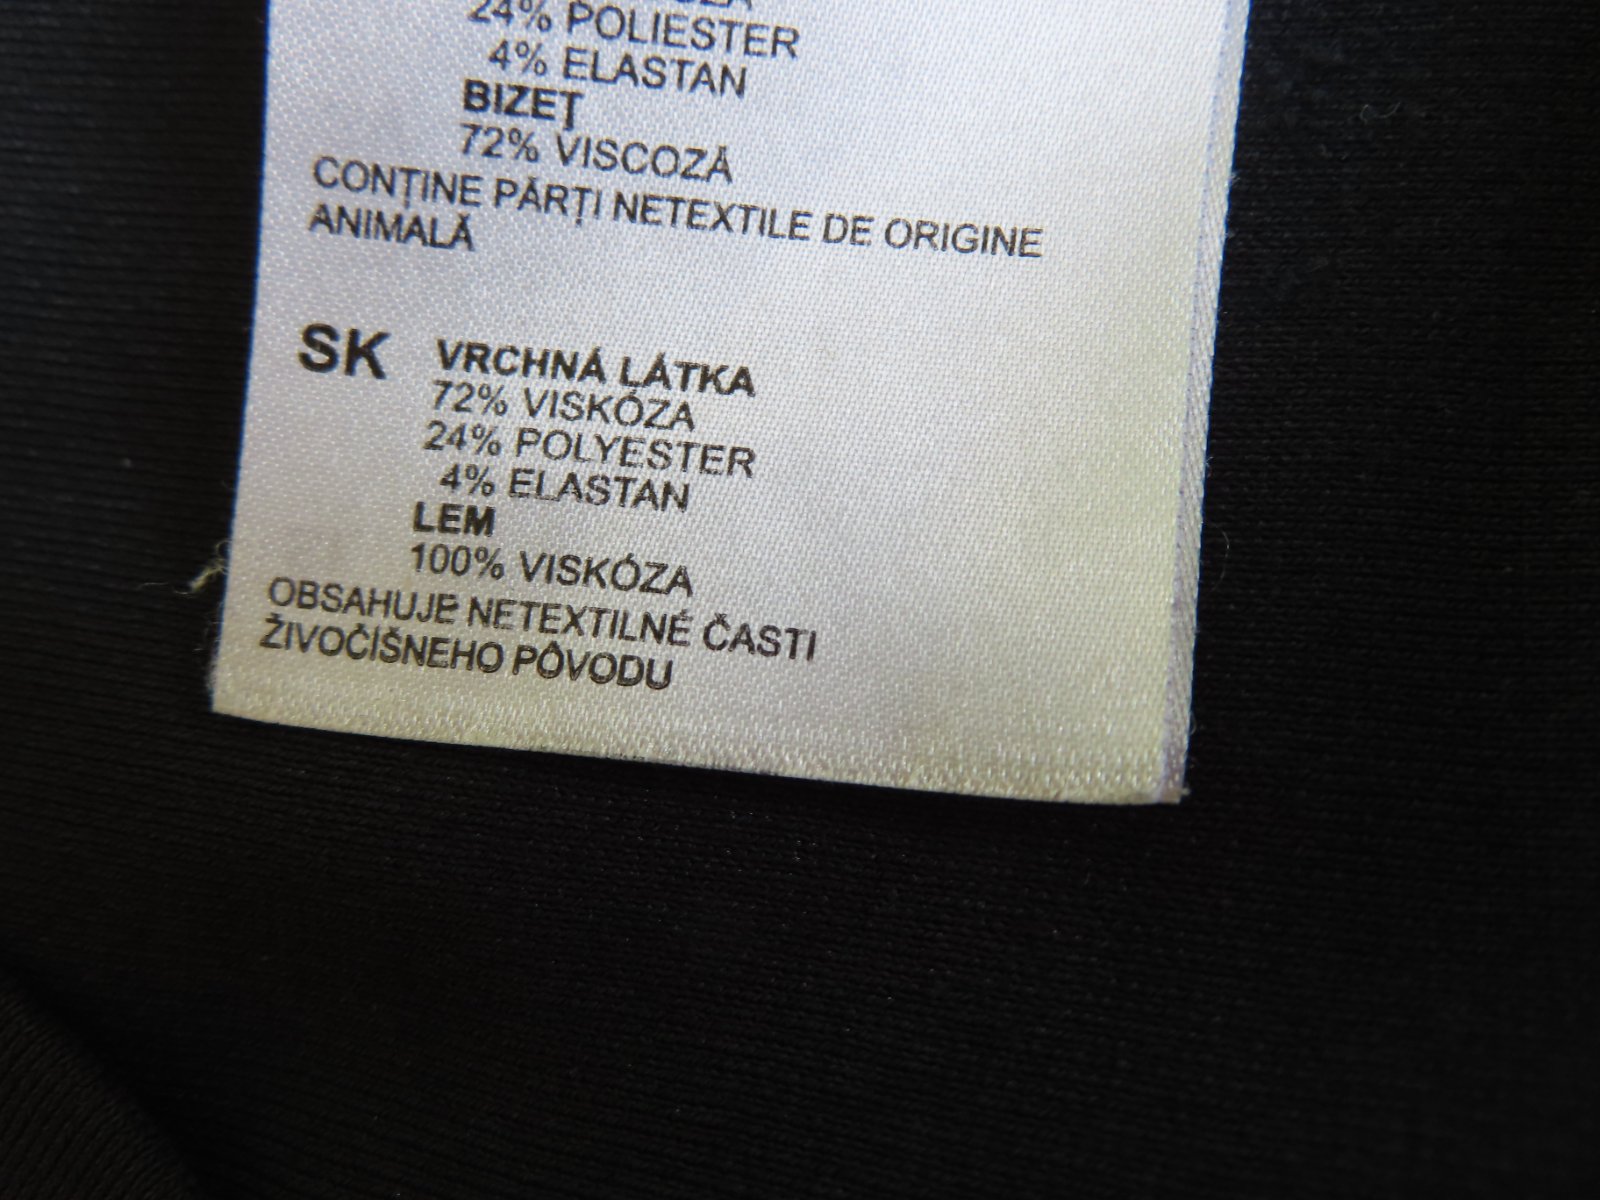 24% POLIESTER
4% ELASTAN
BIZEŢ
72% VISCOZĂ
CONŢINE PĂRŢI NETEXTILE DE ORIGINE
ANIMALĂ
SK VRCHNÁ LÁTKA
72% VISKÓZA
24% POLYESTER
4% ELASTAN
LEM
100% VISKÓZA
OBSAHUJE NETEXTILNÉ ČASTI
ŽIVOČIŠNEHO PÔVODU